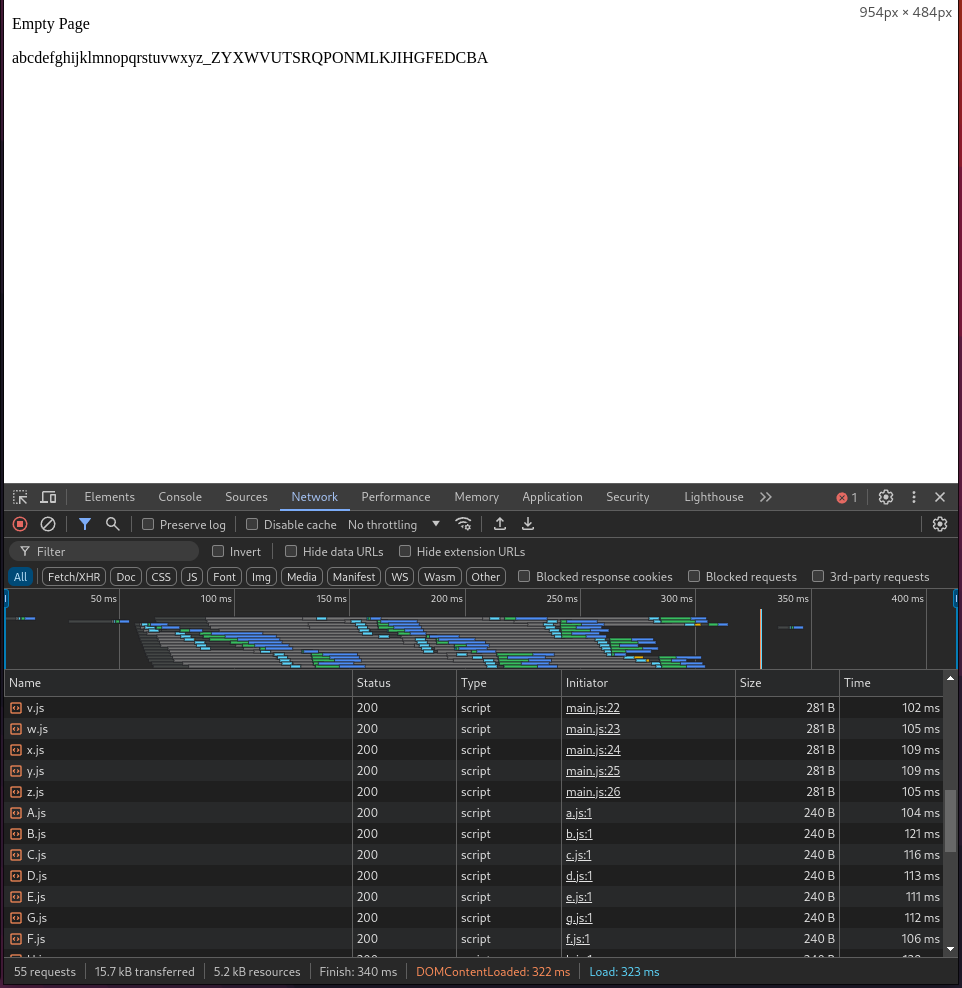 954px × 484px
Empty Page
abcdefghijklmnopqrstuvwxyz_ZYXWVUTSRQPONMLKJIHGFEDCBA
Elements Console Sources Network Performance Memory Application Security Lighthouse 1
Preserve log Disable cache No throttling
Filter Invert Hide data URLs Hide extension URLs
All Fetch/XHR Doc CSS JS Font Img Media Manifest WS Wasm Other Blocked response cookies Blocked requests 3rd-party requests
50 ms 100 ms 150 ms 200 ms 250 ms 300 ms 350 ms 400 ms
Name Status Type Initiator Size Time
v.js 200 script main.js:22 281 B 102 ms
w.js 200 script main.js:23 281 B 105 ms
x.js 200 script main.js:24 281 B 109 ms
y.js 200 script main.js:25 281 B 109 ms
z.js 200 script main.js:26 281 B 105 ms
A.js 200 script a.js:1 240 B 104 ms
B.js 200 script b.js:1 240 B 121 ms
C.js 200 script c.js:1 240 B 116 ms
D.js 200 script d.js:1 240 B 113 ms
E.js 200 script e.js:1 240 B 111 ms
G.js 200 script g.js:1 240 B 112 ms
F.js 200 script f.js:1 240 B 106 ms
55 requests 15.7 kB transferred 5.2 kB resources Finish: 340 ms DOMContentLoaded: 322 ms Load: 323 ms